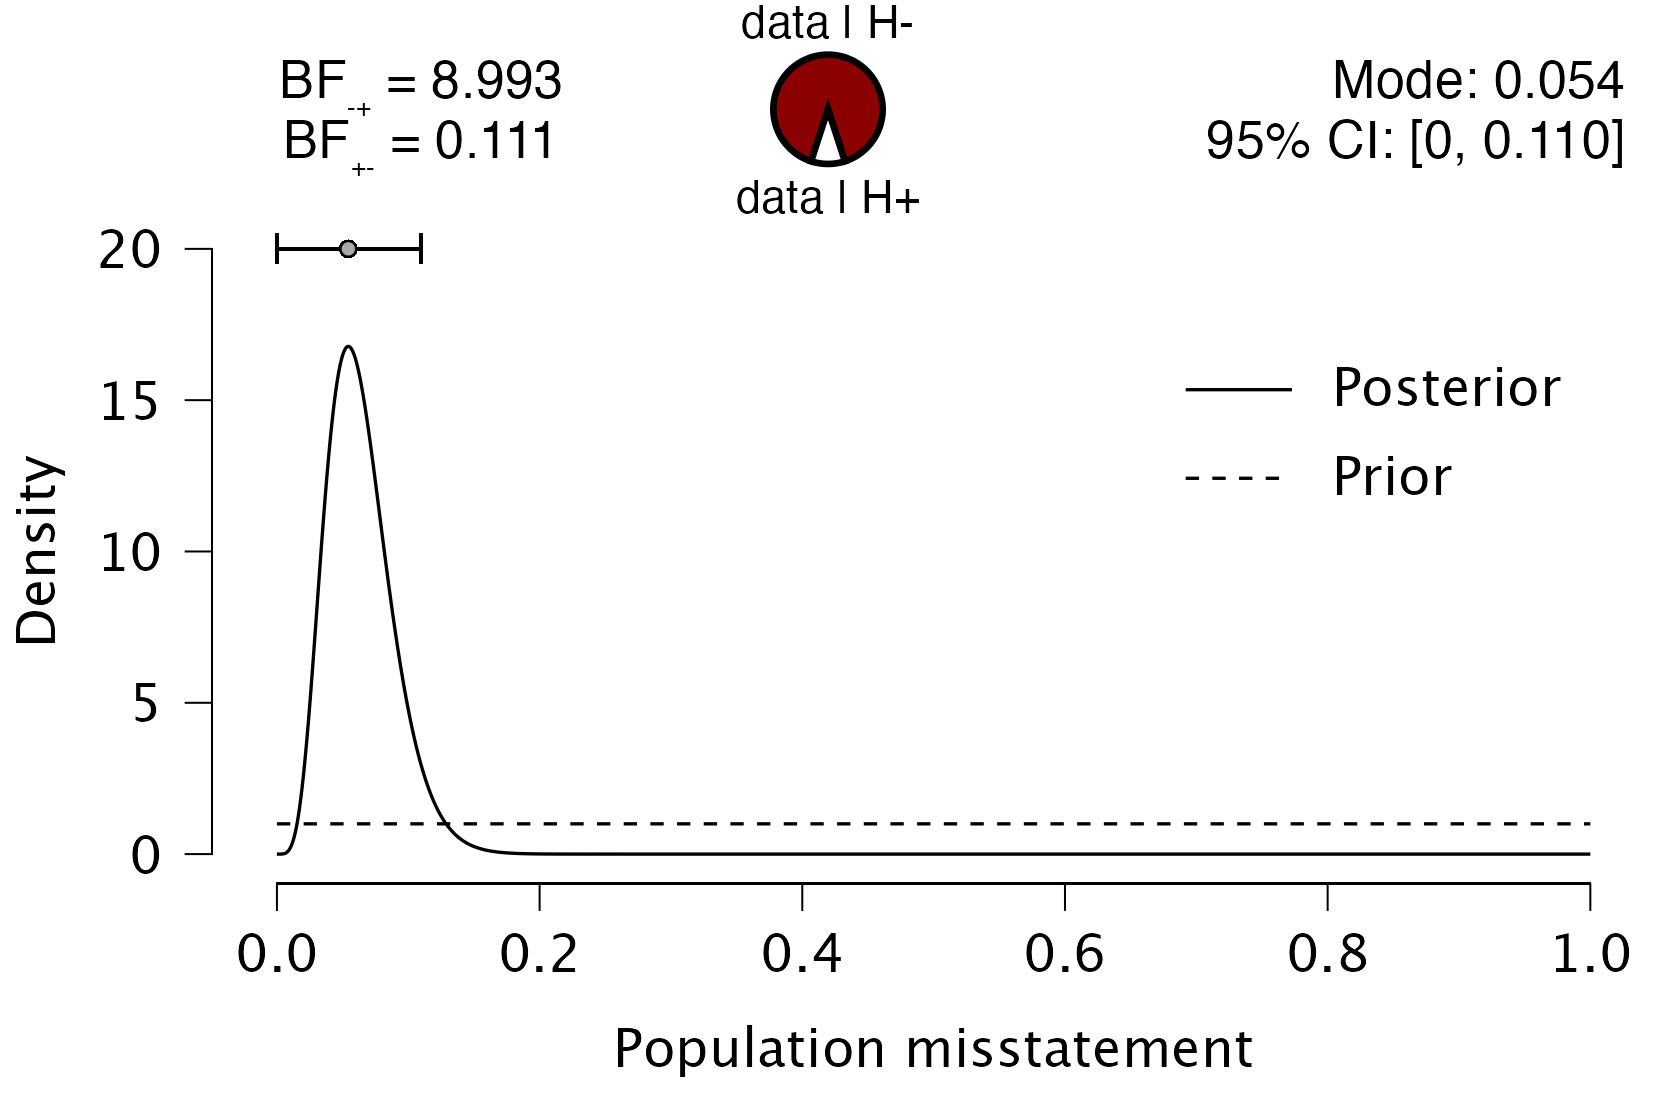 data | H-
BF-+ = 8.993
BF+- = 0.111
data | H+
Mode: 0.054
95% CI: [0, 0.110]
20
15
10
5
0
Density
Posterior
Prior
0.0 0.2 0.4 0.6 0.8 1.0
Population misstatement